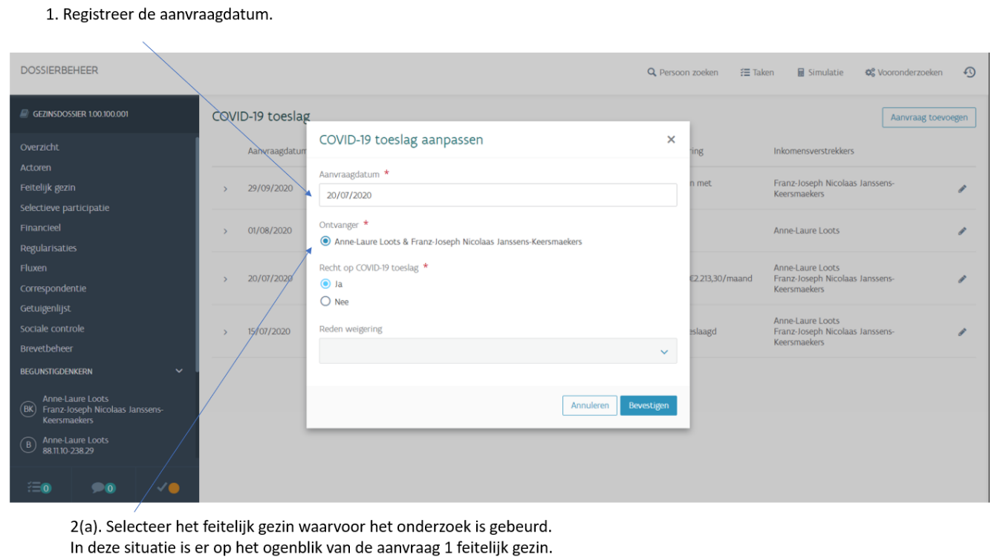 1. Registreer de aanvraagdatum.
DOSSIERBEHEER
Persoon zoeken
Taken
Simulatie
Vooronderzoeken
GEZINSDOSSIER 1.00.100.001
Overzicht
Actoren
Feitelijk gezin
Selectieve participatie
Financieel
Regularisaties
Fluxen
Correspondentie
Getuigenlijst
Sociale controle
Brevetbeheer
BEGUNSTIGDENKERN
BK
Anne-Laure Loots
Franz-Joseph Nicolaas Janssens-
Keersmaekers
B
Anne-Laure Loots
88.11.10-238.29
0
0
COVID-19 toeslag
Aanvraag toevoegen
Aanvraagdatum
ring
Inkomensverstrekkers
29/09/2020
n met
Franz-Joseph Nicolaas Janssens-
Keersmaekers
01/08/2020
Anne-Laure Loots
20/07/2020
€2.213,30/maand
Anne-Laure Loots
Franz-Joseph Nicolaas Janssens-
Keersmaekers
15/07/2020
eslaagd
Anne-Laure Loots
Franz-Joseph Nicolaas Janssens-
Keersmaekers
COVID-19 toeslag aanpassen
Aanvraagdatum *
20/07/2020
Ontvanger *
Anne-Laure Loots & Franz-Joseph Nicolaas Janssens-Keersmaekers
Recht op COVID-19 toeslag *
Ja
Nee
Reden weigering
Annuleren
Bevestigen
2(a). Selecteer het feitelijk gezin waarvoor het onderzoek is gebeurd.
In deze situatie is er op het ogenblik van de aanvraag 1 feitelijk gezin.